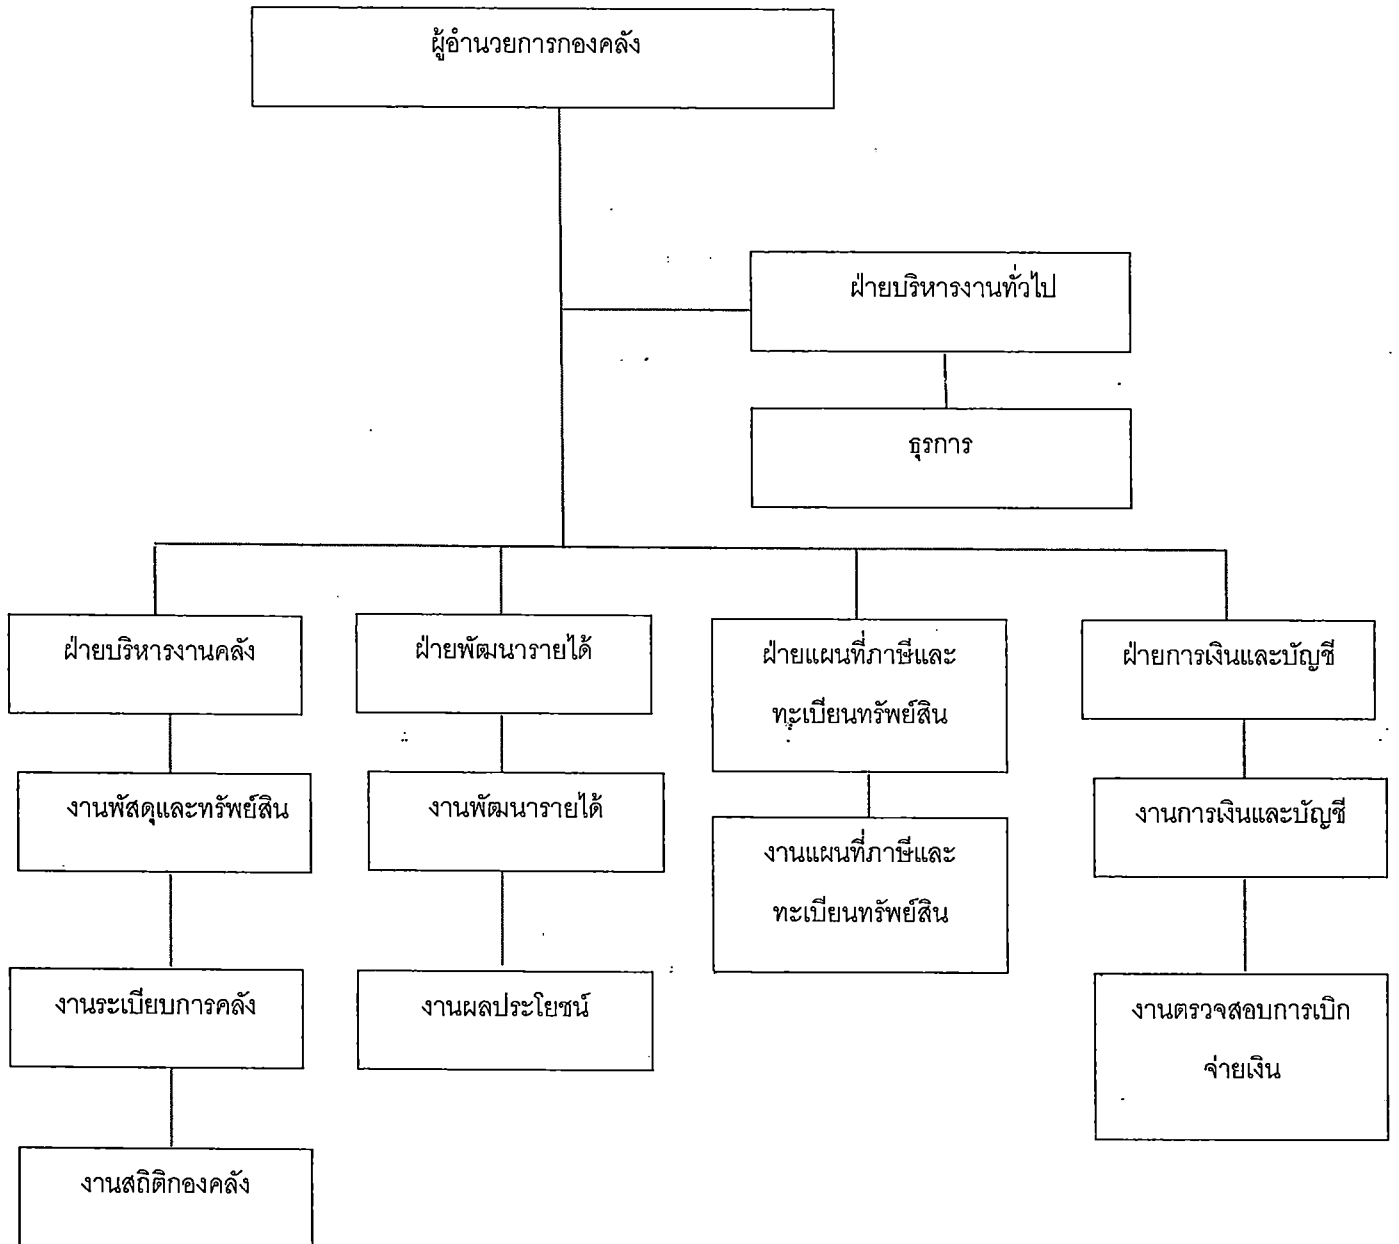 ผู้อำนวยการกองคลัง
ฝ่ายบริหารงานทั่วไป
ธุรการ
ฝ่ายบริหารงานคลัง
งานพัสดุและทรัพย์สิน
งานระเบียบการคลัง
งานสถิติกองคลัง
ฝ่ายพัฒนารายได้
งานพัฒนารายได้
งานผลประโยชน์
ฝ่ายแผนที่ภาษีและ
ทะเบียนทรัพย์สิน
งานแผนที่ภาษีและ
ทะเบียนทรัพย์สิน
ฝ่ายการเงินและบัญชี
งานการเงินและบัญชี
งานตรวจสอบการเบิก
จ่ายเงิน